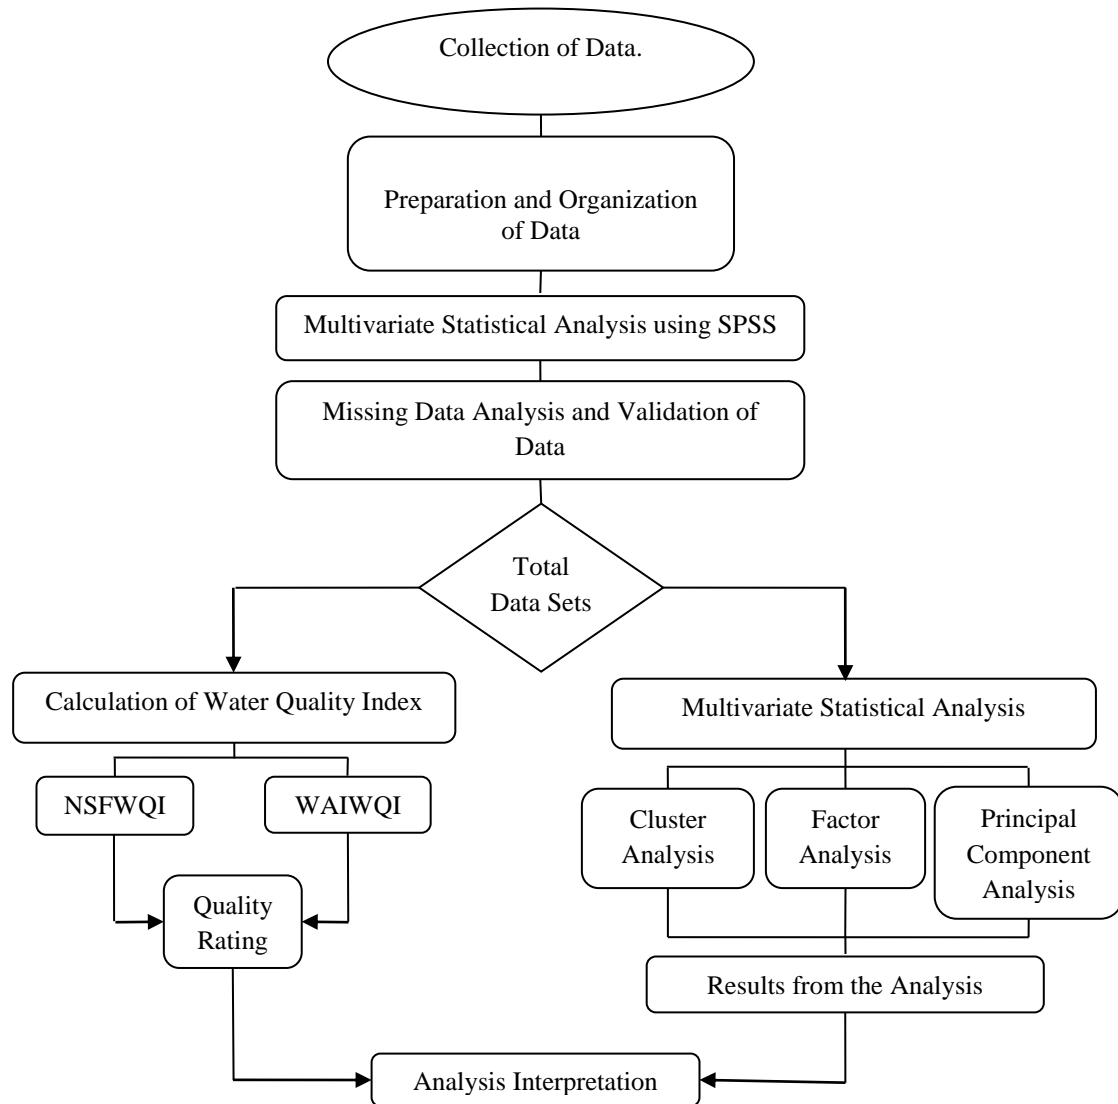 Collection of Data.
Preparation and Organization
of Data
Multivariate Statistical Analysis using SPSS
Missing Data Analysis and Validation of
Data
Total
Data Sets
Calculation of Water Quality Index
NSFWQI
WAIWQI
Quality
Rating
Multivariate Statistical Analysis
Cluster
Analysis
Factor
Analysis
Principal
Component
Analysis
Results from the Analysis
Analysis Interpretation